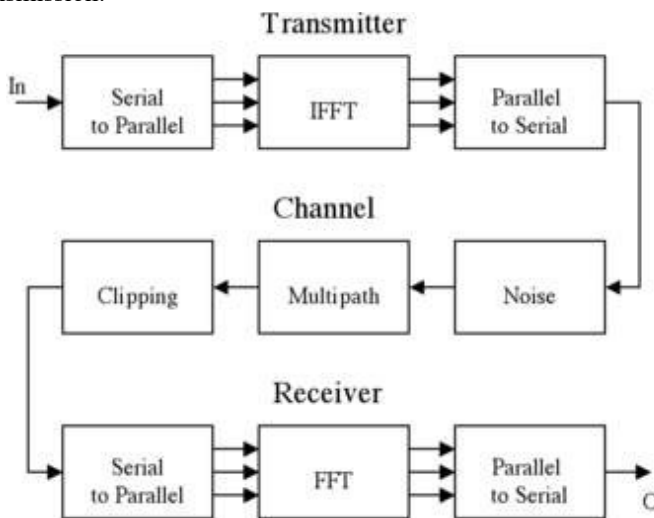 Transmitter
In
Serial
to Parallel
IFFT
Parallel
to Serial
Channel
Clipping
Multipath
Noise
Receiver
Serial
to Parallel
FFT
Parallel
to Serial